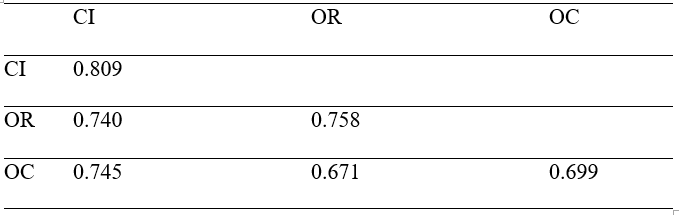 CI OR OC
CI 0.809
OR 0.740 0.758
OC 0.745 0.671 0.699